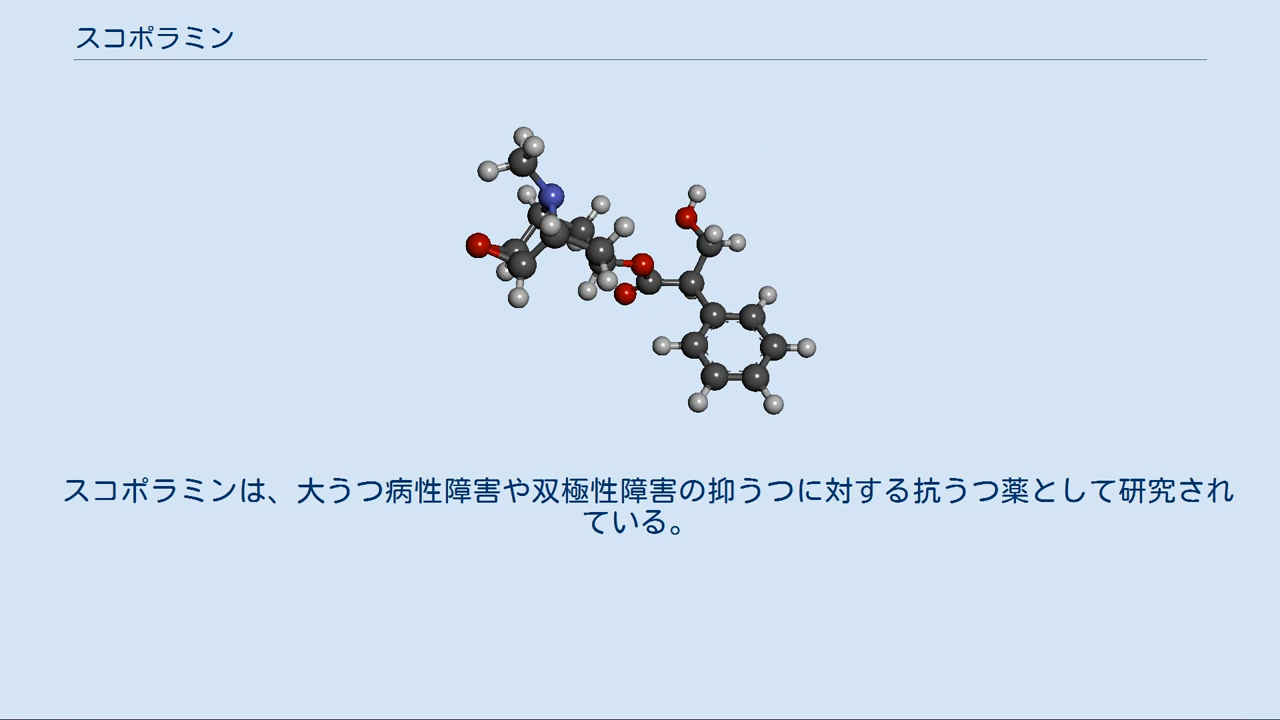 スコポラミン
スコポラミンは、大うつ病性障害や双極性障害の抑うつに対する抗うつ薬として研究され
ている。